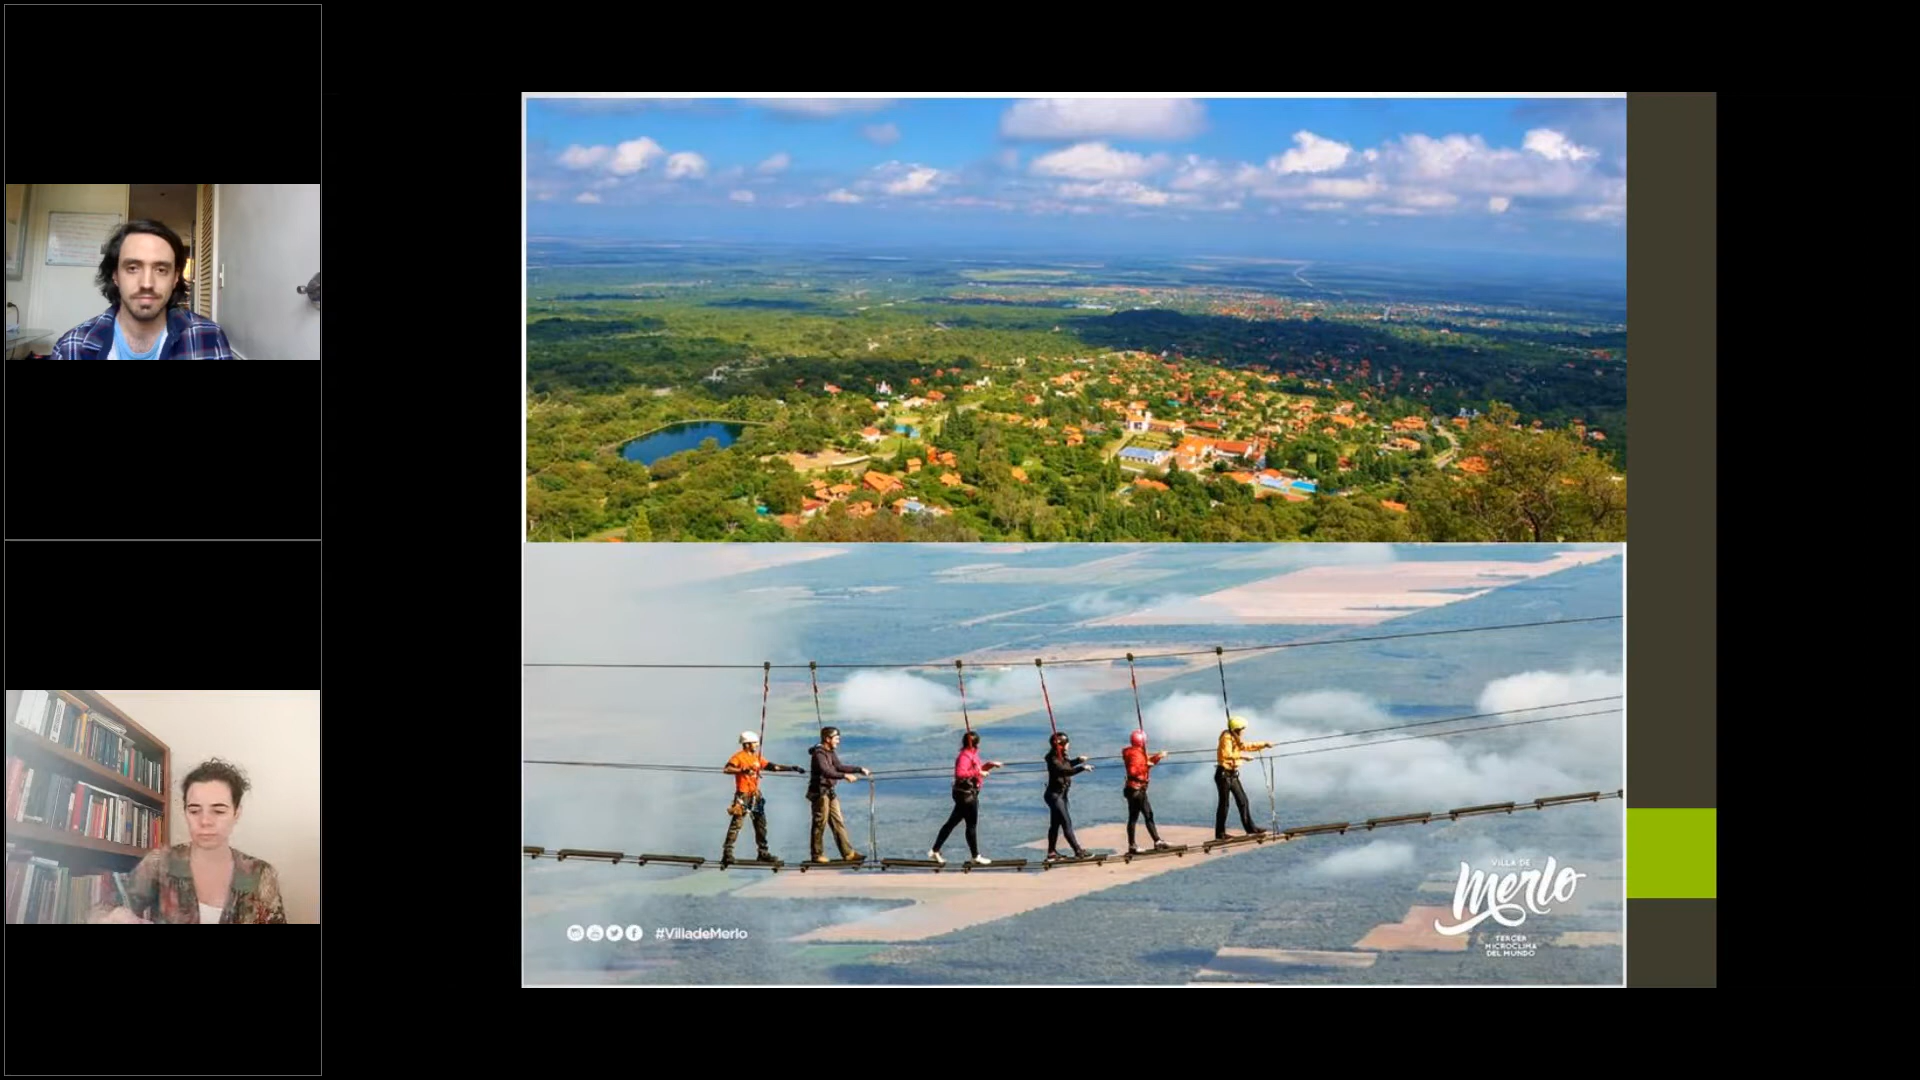 VILLA DE
Merlo
TERCER
MICROCLIMA
DEL MUNDO
#VilladeMerlo